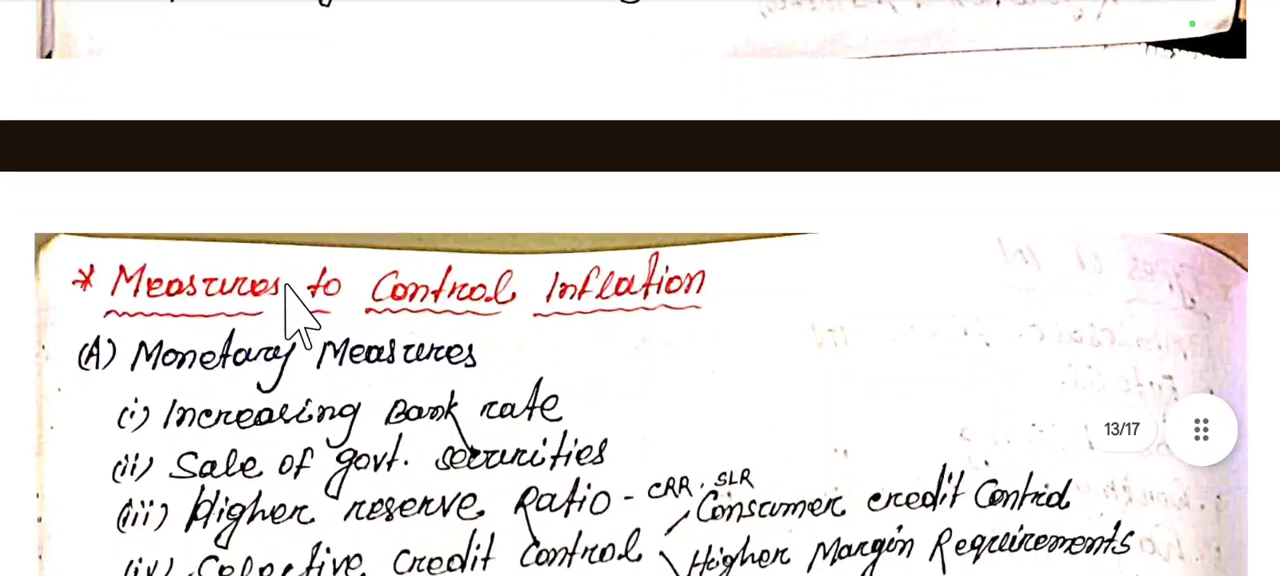 * Measures to Control Inflation
(A) Monetary Measures
(i) Increasing Bank rate
(ii) Sale of govt. securities
13/17
(iii) Higher reserve Ratio - CRR, SLR
Consumer credit Control
(iv) Selective Credit Control
Higher Margin Requirements